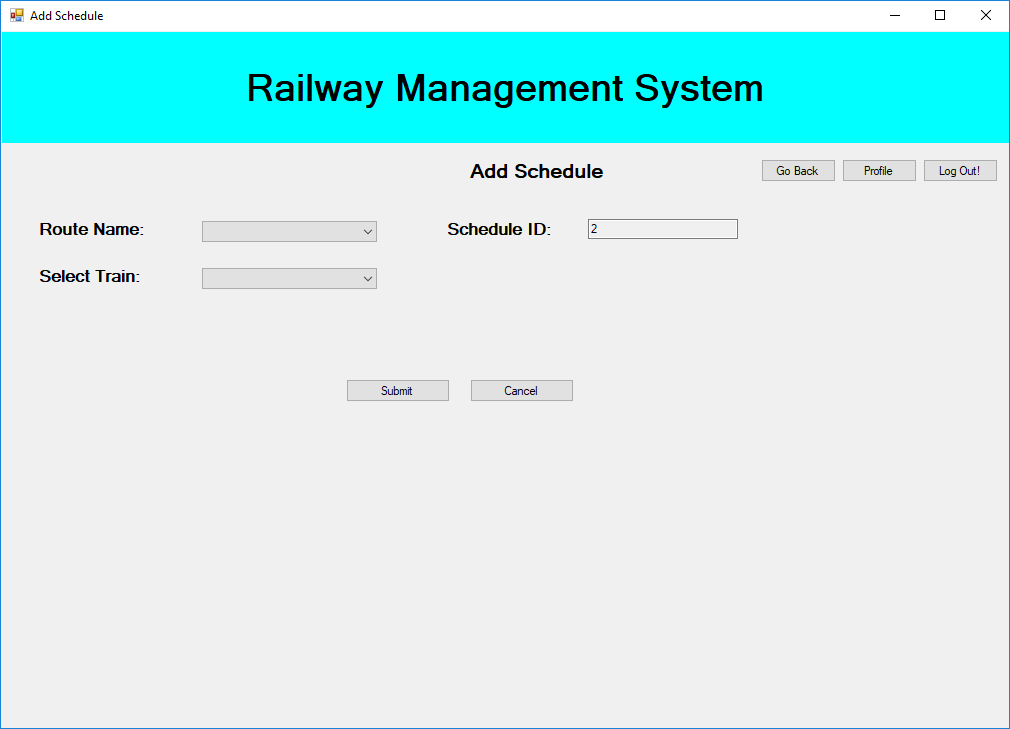 Add Schedule
Railway Management System
Add Schedule
Go Back
Profile
Log Out!
Route Name:
Schedule ID:
2
Select Train:
Submit
Cancel